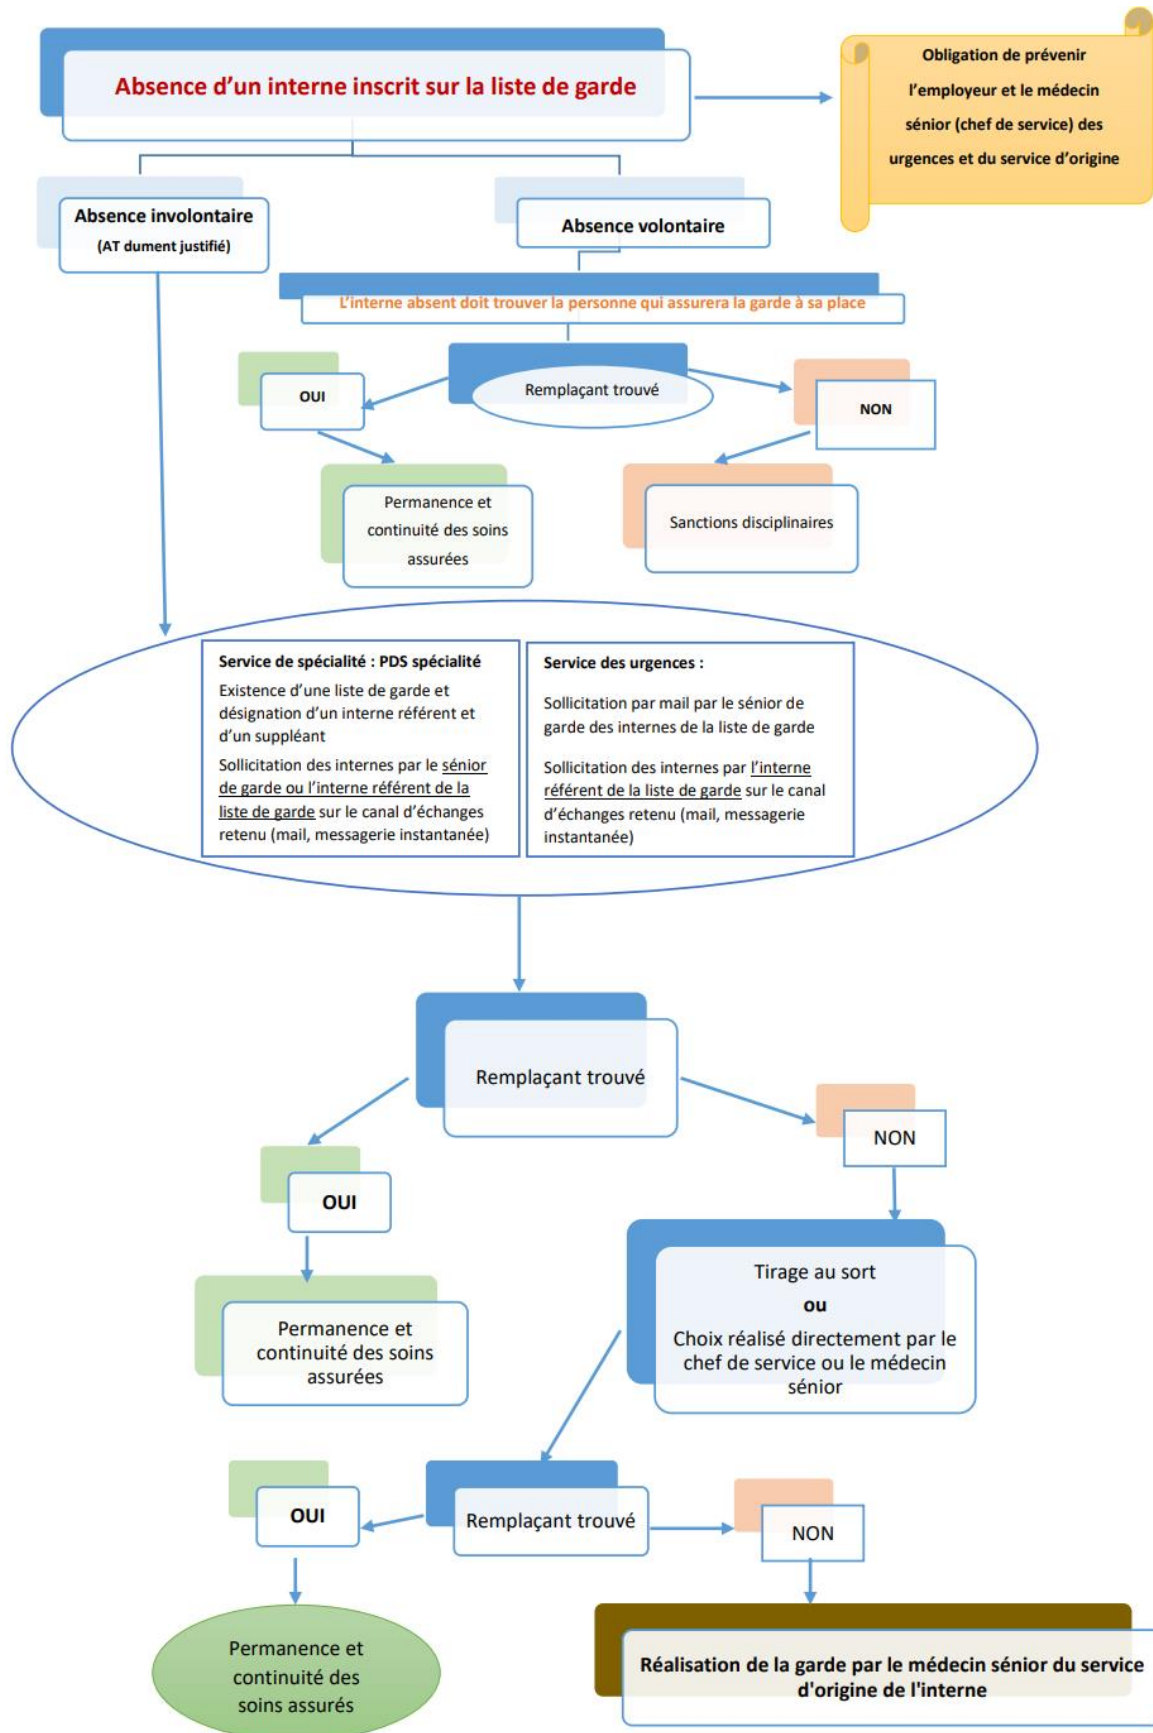 Absence d'un interne inscrit sur la liste de garde
Obligation de prévenir
l'employeur et le médecin
sénior (chef de service) des
urgences et du service d'origine
Absence involontaire
(AT dument justifié)
Absence volontaire
L'interne absent doit trouver la personne qui assurera la garde à sa place
OUI
Remplaçant trouvé
NON
Permanence et
continuité des soins
assurées
Sanctions disciplinaires
Service de spécialité : PDS spécialité
Existence d'une liste de garde et
désignation d'un interne référent et
d'un suppléant
Sollicitation des internes par le sénior
de garde ou l'interne référent de la
liste de garde sur le canal d'échanges
retenu (mail, messagerie instantanée)
Service des urgences :
Sollicitation par mail par le sénior de
garde des internes de la liste de garde
Sollicitation des internes par l'interne
référent de la liste de garde sur le canal
d'échanges retenu (mail, messagerie
instantanée)
Remplaçant trouvé
NON
OUI
Tirage au sort
ou
Choix réalisé directement par le
chef de service ou le médecin
sénior
Permanence et
continuité des soins
assurées
OUI
Remplaçant trouvé
NON
Permanence et
continuité des
soins assurés
Réalisation de la garde par le médecin sénior du service
d'origine de l'interne